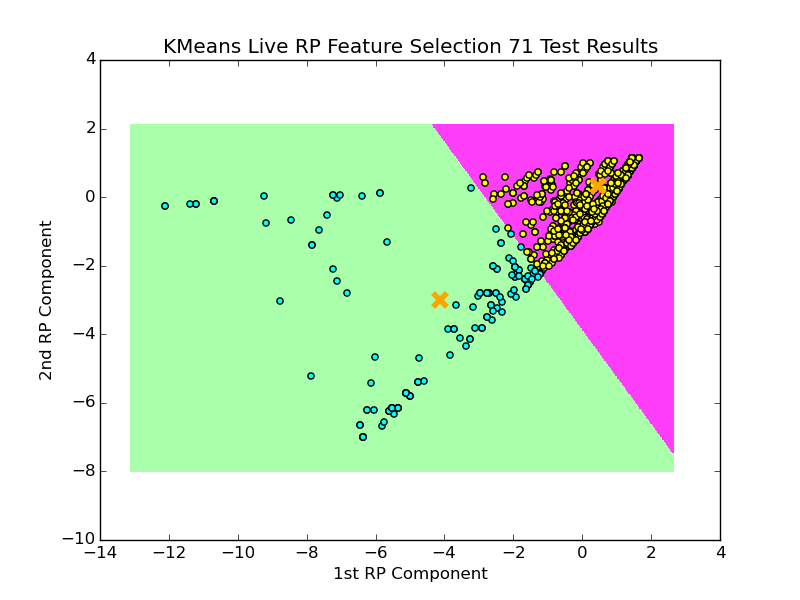 KMeans Live RP Feature Selection 71 Test Results
4
2
0
−2
−4
−6
−8
−10
2nd RP Component
−14 −12 −10 −8 −6 −4 −2 0 2 4
1st RP Component